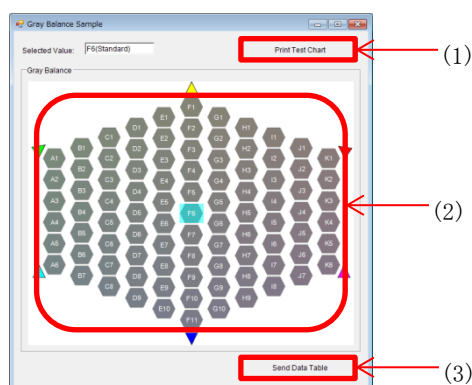 Gray Balance Sample
Selected Value: F6(Standard) Print Test Chart
(1)
Gray Balance
A1
A2
A3
A4
A5
A6
B1
B2
B3
B4
B5
B6
B7
C1
C2
C3
C4
C5
C6
C7
C8
D1
D2
D3
D4
D5
D6
D7
D8
D9
E1
E2
E3
E4
E5
E6
E7
E8
E9
E10
F1
F2
F3
F4
F5
F6
F7
F8
F9
F10
F11
G1
G2
G3
G4
G5
G6
G7
G8
G9
G10
H1
H2
H3
H4
H5
H6
H7
H8
H9
I1
I2
I3
I4
I5
I6
I7
I8
J1
J2
J3
J4
J5
J6
J7
K1
K2
K3
K4
K5
K6
(2)
Send Data Table
(3)